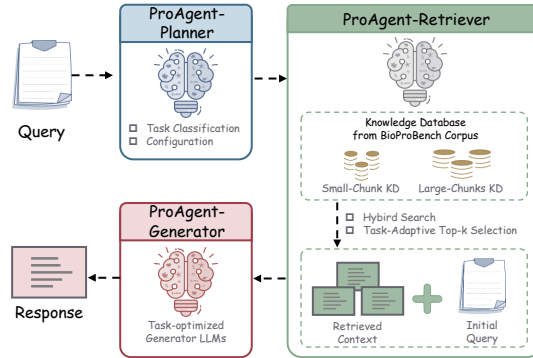 ProAgent-
Planner
Task Classification
Configuration
Query
ProAgent-Retriever
Knowledge Database
from BioProBench Corpus
Small-Chunk KD
Large-Chunks KD
Hybird Search
Task-Adaptive Top-k Selection
Retrieved
Context
Initial
Query
ProAgent-
Generator
Task-optimized
Generator LLMs
Response